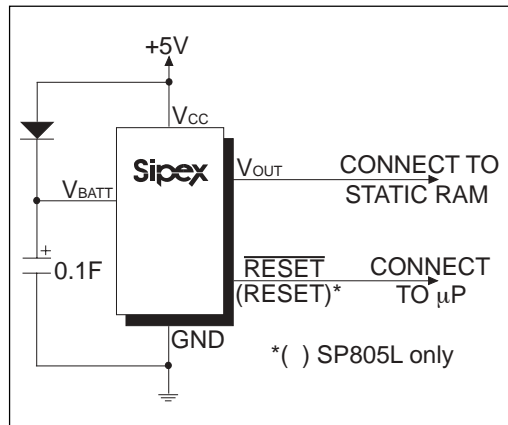 +5V
VCC
Sipex
VBATT
VOUT
CONNECT TO
STATIC RAM
+
0.1F
RESET
(RESET)*
CONNECT
TO μP
GND
*( ) SP805L only